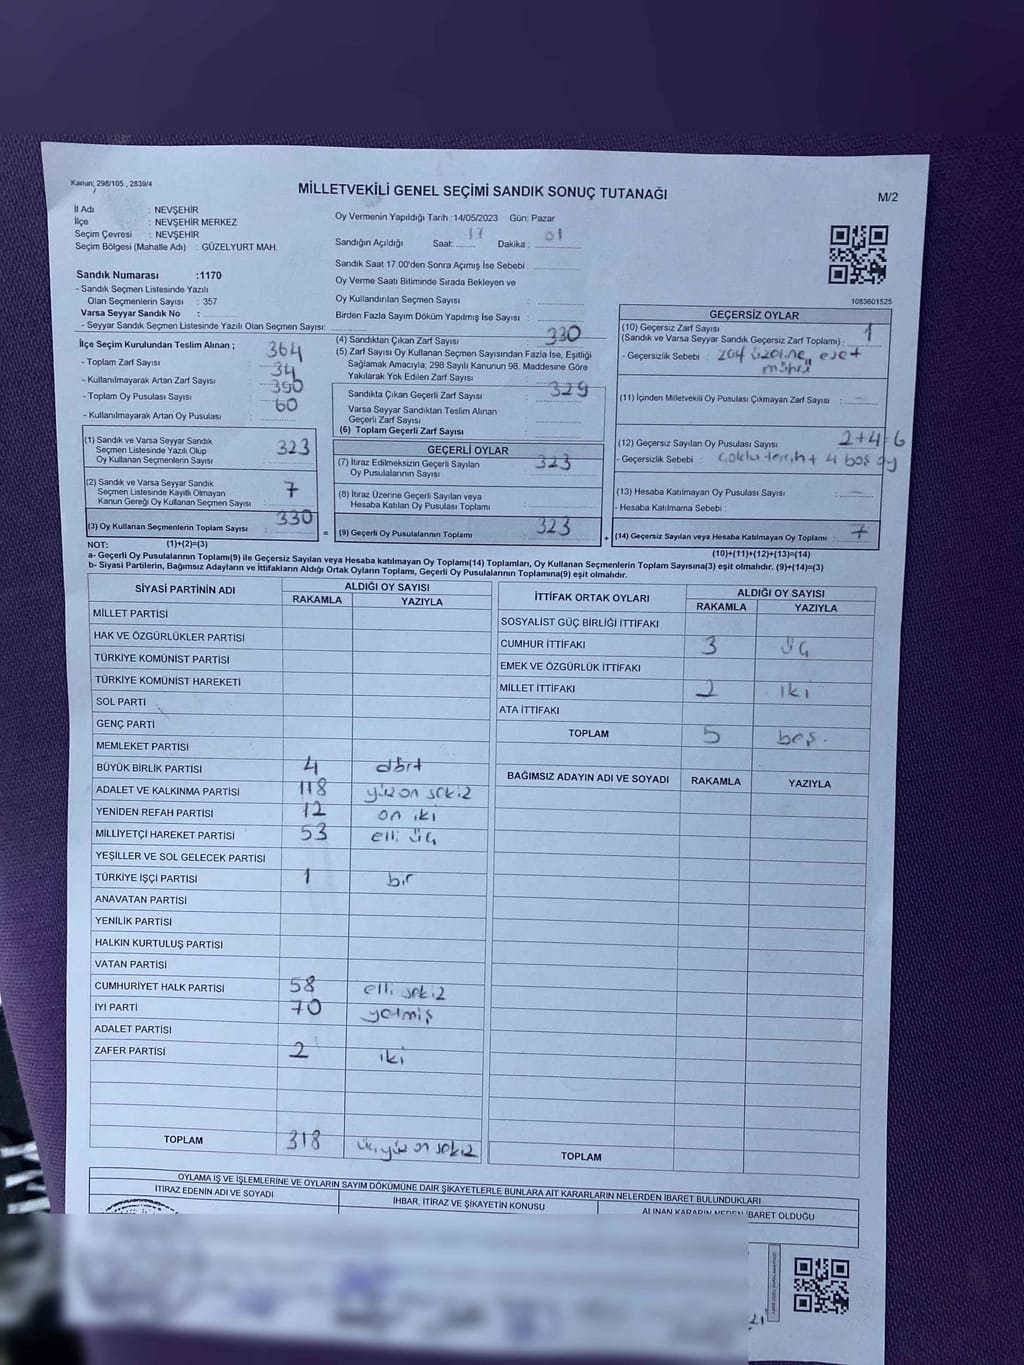 Kanun; 298/105 , 2839/4
MİLLETVEKİLİ GENEL SEÇİMİ SANDIK SONUÇ TUTANAĞI
M/2
İl Adı : NEVŞEHİR
İlçe : NEVŞEHİR MERKEZ
Seçim Çevresi : NEVŞEHİR
Seçim Bölgesi (Mahalle Adı) : GÜZELYURT MAH.
Sandık Numarası :1170
- Sandık Seçmen Listesinde Yazılı
Olan Seçmenlerin Sayısı : 357
Varsa Seyyar Sandık No :
- Seyyar Sandık Seçmen Listesinde Yazılı Olan Seçmen Sayısı:
Oy Vermenin Yapıldığı Tarih :14/05/2023 Gün: Pazar
Sandığın Açıldığı Saat: 17 Dakika : 01
Sandık Saat 17.00'den Sonra Açımış İse Sebebi :
Oy Verme Saati Bitiminde Sırada Bekleyen ve
Oy Kullandırılan Seçmen Sayısı :
Birden Fazla Sayım Döküm Yapılmış İse Sayısı :
1083601525
İlçe Seçim Kurulundan Teslim Alınan ;
- Toplam Zarf Sayısı : 364
- Kullanılmayarak Artan Zarf Sayısı : 34
- Toplam Oy Pusulası Sayısı : 390
- Kullanılmayarak Artan Oy Pusulası : 60
(1) Sandık ve Varsa Seyyar Sandık
Seçmen Listesinde Yazılı Olup
Oy Kullanan Seçmenlerin Sayısı : 323
(2) Sandık ve Varsa Seyyar Sandık
Seçmen Listesinde Kayıtlı Olmayan
Kanun Gereği Oy Kullanan Seçmen Sayısı : 7
(3) Oy Kullanan Seçmenlerin Toplam Sayısı : 330
(4) Sandıktan Çıkan Zarf Sayısı : 330
(5) Zarf Sayısı Oy Kullanan Seçmen Sayısından Fazla İse, Eşitliği
Sağlamak Amacıyla, 298 Sayılı Kanunun 98. Maddesine Göre
Yakılarak Yok Edilen Zarf Sayısı :
Sandıkta Çıkan Geçerli Zarf Sayısı : 329
Varsa Seyyar Sandıktan Teslim Alınan
Geçerli Zarf Sayısı :
(6) Toplam Geçerli Zarf Sayısı :
GEÇERLİ OYLAR
(7) İtiraz Edilmeksizin Geçerli Sayılan
Oy Pusulalarının Sayısı : 323
(8) İtiraz Üzerine Geçerli Sayılan veya
Hesaba Katılan Oy Pusulası Toplamı :
= (9) Geçerli Oy Pusulalarının Toplamı : 323
GEÇERSİZ OYLAR
(10) Geçersiz Zarf Sayısı
(Sandık ve Varsa Seyyar Sandık Geçersiz Zarf Toplamı) : 1
- Geçersizlik Sebebi : zarf üzerine, evet
mührü
(11) İçinden Milletvekili Oy Pusulası Çıkmayan Zarf Sayısı : —
(12) Geçersiz Sayılan Oy Pusulası Sayısı : 2+4=6
- Geçersizlik Sebebi : Çoklu tercih + 4 boş oy
(13) Hesaba Katılmayan Oy Pusulası Sayısı : —
- Hesaba Katılmama Sebebi :
+ (14) Geçersiz Sayılan veya Hesaba Katılmayan Oy Toplamı : 7
NOT: (1)+(2)=(3)
(10)+(11)+(12)+(13)=(14)
a- Geçerli Oy Pusulalarının Toplamı(9) ile Geçersiz Sayılan veya Hesaba katılmayan Oy Toplamı(14) Toplamları, Oy Kullanan Seçmenlerin Toplam Sayısına(3) eşit olmalıdır. (9)+(14)=(3)
b- Siyasi Partilerin, Bağımsız Adayların ve İttifakların Aldığı Ortak Oyların Toplamı, Geçerli Oy Pusulalarının Toplamına(9) eşit olmalıdır.
SİYASİ PARTİNİN ADI ALDIĞI OY SAYISI
RAKAMLA YAZIYLA
MİLLET PARTİSİ
HAK VE ÖZGÜRLÜKLER PARTİSİ
TÜRKİYE KOMÜNİST PARTİSİ
TÜRKİYE KOMÜNİST HAREKETİ
SOL PARTİ
GENÇ PARTİ
MEMLEKET PARTİSİ
BÜYÜK BİRLİK PARTİSİ 4 dört
ADALET VE KALKINMA PARTİSİ 118 yüz on sekiz
YENİDEN REFAH PARTİSİ 12 on iki
MİLLİYETÇİ HAREKET PARTİSİ 53 elli üç
YEŞİLLER VE SOL GELECEK PARTİSİ
TÜRKİYE İŞÇİ PARTİSİ 1 bir
ANAVATAN PARTİSİ
YENİLİK PARTİSİ
HALKIN KURTULUŞ PARTİSİ
VATAN PARTİSİ
CUMHURİYET HALK PARTİSİ 58 elli sekiz
İYİ PARTİ 70 yetmiş
ADALET PARTİSİ
ZAFER PARTİSİ 2 iki
TOPLAM 318 üç yüz on sekiz
İTTİFAK ORTAK OYLARI ALDIĞI OY SAYISI
RAKAMLA YAZIYLA
SOSYALİST GÜÇ BİRLİĞİ İTTİFAKI
CUMHUR İTTİFAKI 3 üç
EMEK VE ÖZGÜRLÜK İTTİFAKI
MİLLET İTTİFAKI 2 iki
ATA İTTİFAKI
TOPLAM 5 beş.
BAĞIMSIZ ADAYIN ADI VE SOYADI RAKAMLA YAZIYLA
TOPLAM
OYLAMA İŞ VE İŞLEMLERİNE VE OYLARIN SAYIM DÖKÜMÜNE DAİR ŞİKAYETLERLE BUNLARA AİT KARARLARIN NELERDEN İBARET BULUNDUKLARI
İTİRAZ EDENİN ADI VE SOYADI
İHBAR, İTİRAZ VE ŞİKAYETİN KONUSU
ALINAN KARARIN NEDEN İBARET OLDUĞU